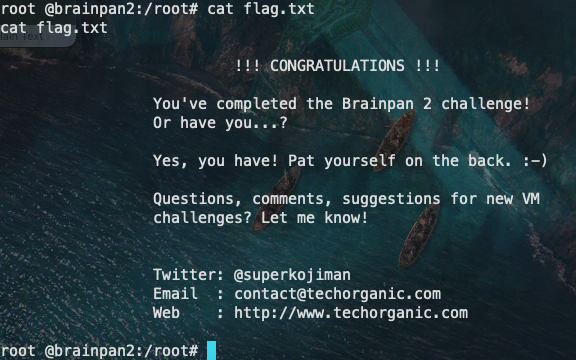 root @brainpan2:/root# cat flag.txt
cat flag.txt
!!! CONGRATULATIONS !!!
You've completed the Brainpan 2 challenge!
Or have you...?
Yes, you have! Pat yourself on the back. :-)
Questions, comments, suggestions for new VM
challenges? Let me know!
Twitter: @superkojiman
Email  : contact@techorganic.com
Web    : http://www.techorganic.com
root @brainpan2:/root#